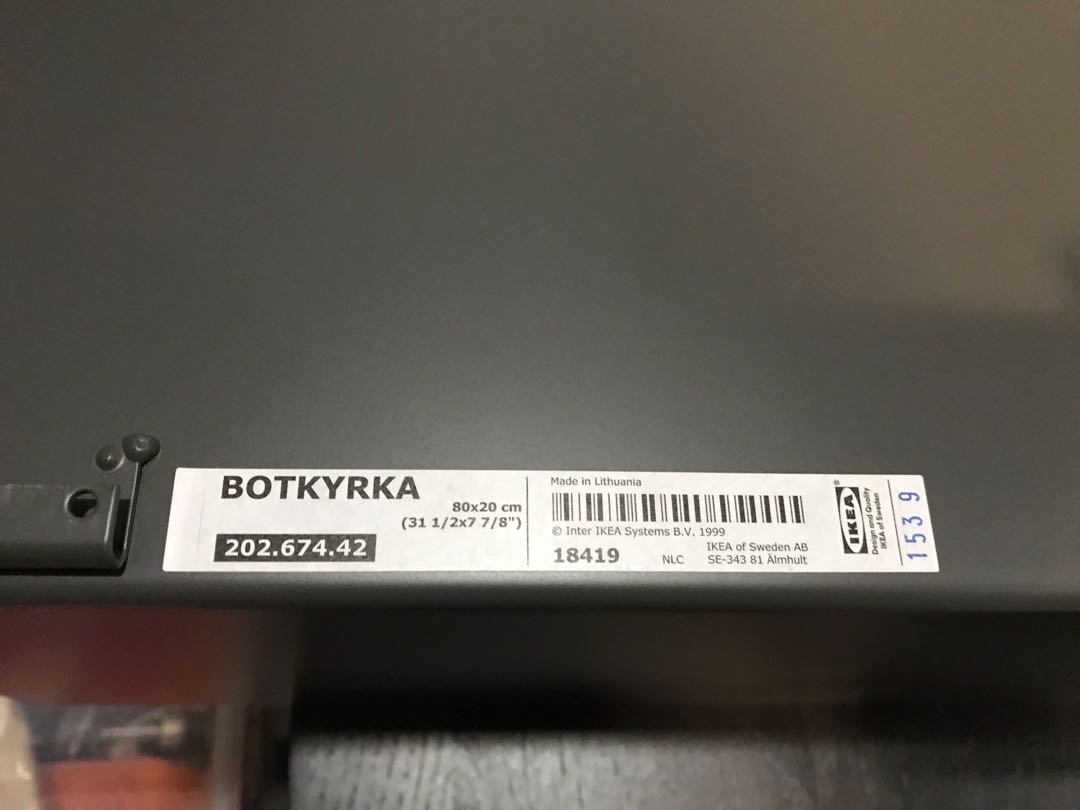 BOTKYRKA
80x20 cm
(31 1/2x7 7/8")
202.674.42
Made in Lithuania
© Inter IKEA Systems B.V. 1999
18419
NLC
IKEA of Sweden AB
SE-343 81 Älmhult
IKEA®
Design and Quality
IKEA of Sweden
1539